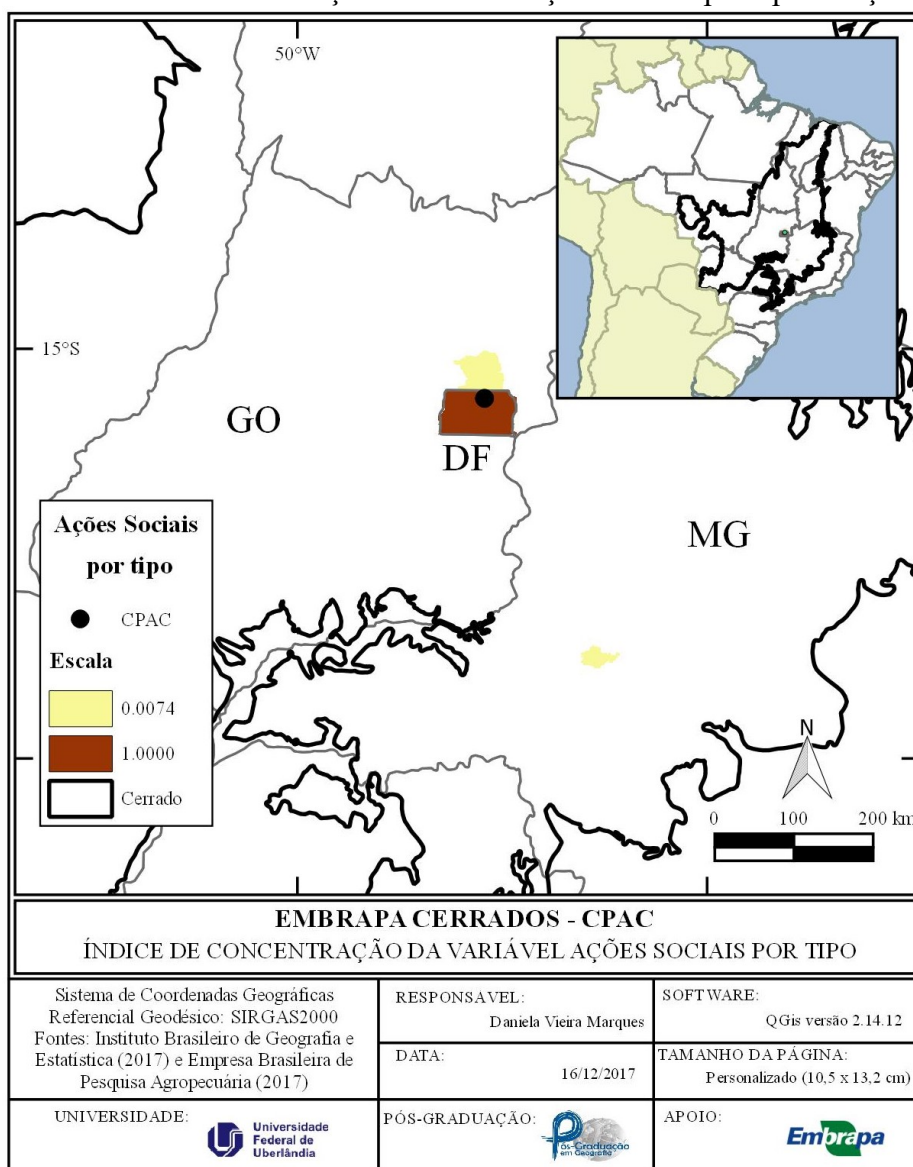 50°W
15°S
GO
DF
MG
Ações Sociais
por tipo
CPAC
Escala
0.0074
1.0000
Cerrado
N
0 100 200 km
EMBRAPA CERRADOS - CPAC
ÍNDICE DE CONCENTRAÇÃO DA VARIÁVEL AÇÕES SOCIAIS POR TIPO
Sistema de Coordenadas Geográficas
Referencial Geodésico: SIRGAS2000
Fontes: Instituto Brasileiro de Geografia e
Estatística (2017) e Empresa Brasileira de
Pesquisa Agropecuária (2017)
RESPONSAVEL:
Daniela Vieira Marques
SOFTWARE:
QGis versão 2.14.12
DATA:
16/12/2017
TAMANHO DA PÁGINA:
Personalizado (10,5 x 13,2 cm)
UNIVERSIDADE:
Universidade
Federal de
Uberlândia
PÓS-GRADUAÇÃO:
Pós-Graduação
em Geografia
APOIO:
Embrapa